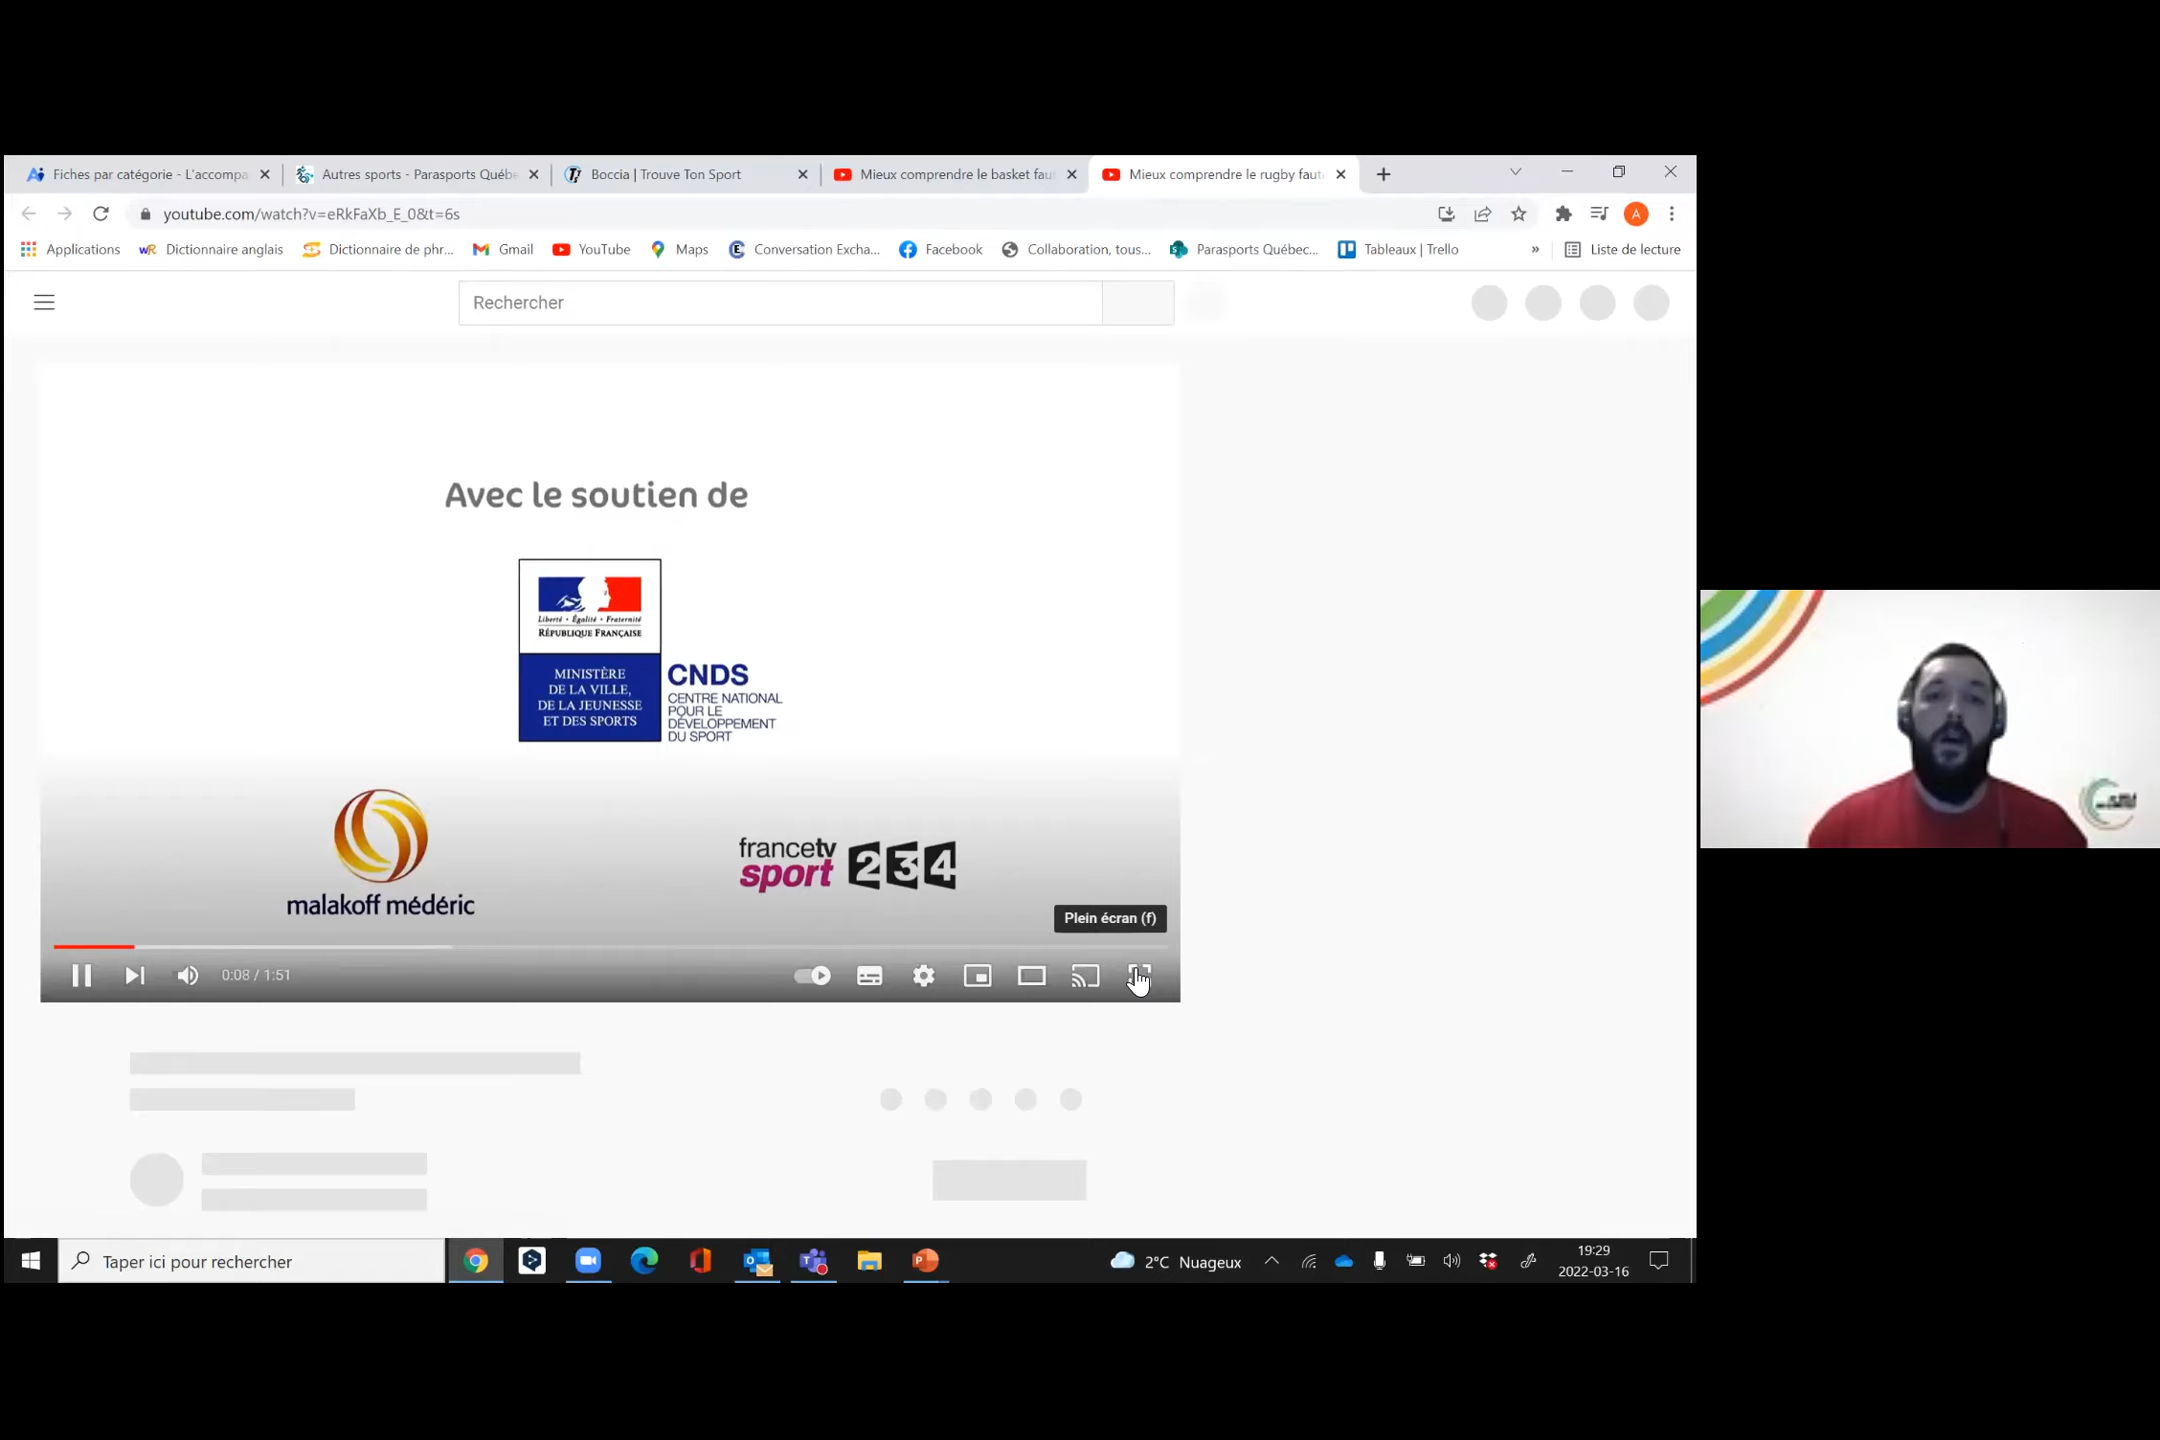 Fiches par catégorie - L'accompa
Autres sports - Parasports Québe
Boccia | Trouve Ton Sport
Mieux comprendre le basket faut
Mieux comprendre le rugby faut
youtube.com/watch?v=eRkFaXb_E_0&t=6s
A
Applications
Dictionnaire anglais
Dictionnaire de phr...
Gmail
YouTube
Maps
Conversation Excha...
Facebook
Collaboration, tous...
Parasports Québec...
Tableaux | Trello
»
Liste de lecture
Rechercher
Avec le soutien de
Liberté • Égalité • Fraternité
RÉPUBLIQUE FRANÇAISE
MINISTÈRE
DE LA VILLE,
DE LA JEUNESSE
ET DES SPORTS
CNDS
CENTRE NATIONAL
POUR LE
DÉVELOPPEMENT
DU SPORT
malakoff médéric
francetv
sport
2 3 4
Plein écran (f)
0:08 / 1:51
Taper ici pour rechercher
2°C Nuageux
19:29
2022-03-16